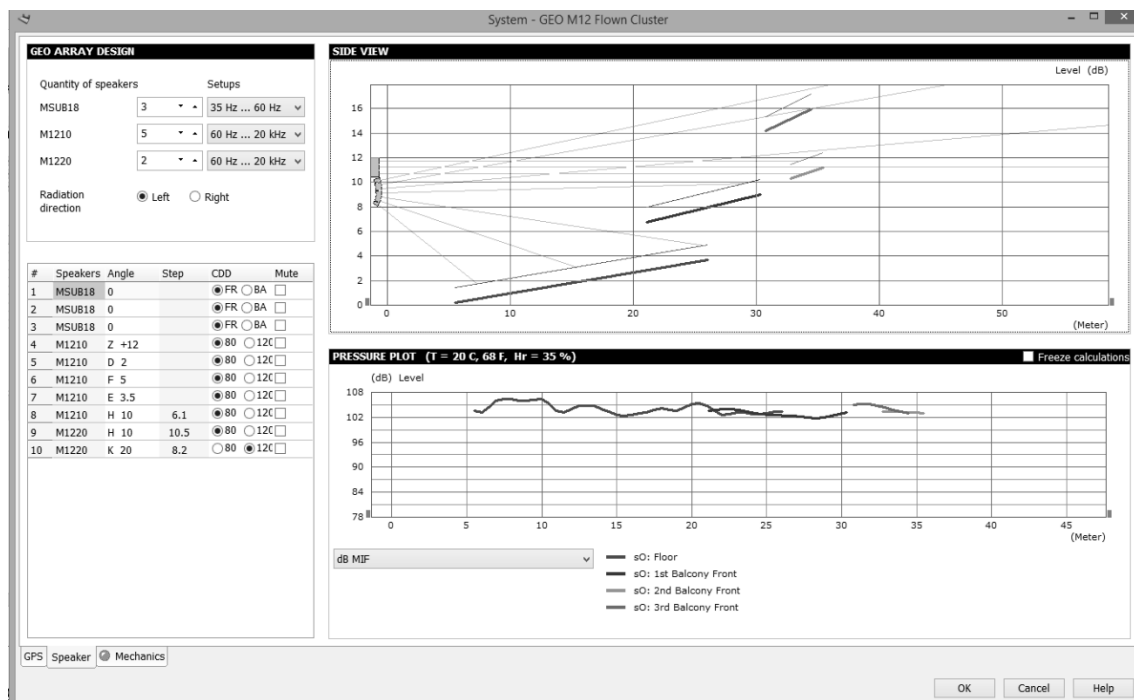 System - GEO M12 Flown Cluster
GEO ARRAY DESIGN
Quantity of speakers Setups
MSUB18 3 35 Hz ... 60 Hz
M1210 5 60 Hz ... 20 kHz
M1220 2 60 Hz ... 20 kHz
Radiation direction Left Right
# Speakers Angle Step CDD Mute
1 MSUB18 0 FR BA
2 MSUB18 0 FR BA
3 MSUB18 0 FR BA
4 M1210 Z +12 80 120
5 M1210 D 2 80 120
6 M1210 F 5 80 120
7 M1210 E 3.5 80 120
8 M1210 H 10 6.1 80 120
9 M1220 H 10 10.5 80 120
10 M1220 K 20 8.2 80 120
SIDE VIEW
Level (dB)
16
14
12
10
8
6
4
2
0
0 10 20 30 40 50
(Meter)
PRESSURE PLOT (T = 20 C, 68 F, Hr = 35 %) Freeze calculations
(dB) Level
108
102
96
90
84
78
0 5 10 15 20 25 30 35 40 45
(Meter)
dB MIF
sO: Floor
sO: 1st Balcony Front
sO: 2nd Balcony Front
sO: 3rd Balcony Front
GPS Speaker Mechanics
OK Cancel Help